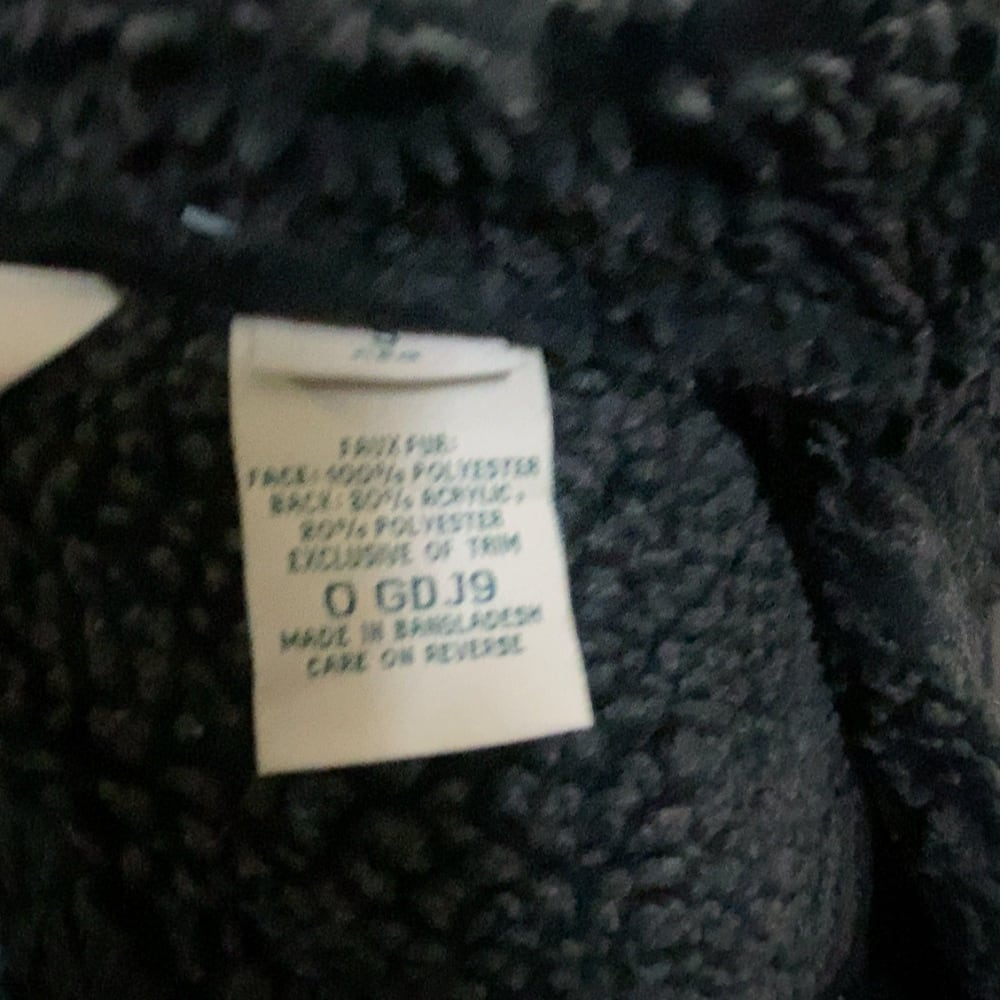 FAUX FUR:
FACE: 100% POLYESTER
BACK: 80% ACRYLIC,
20% POLYESTER
EXCLUSIVE OF TRIM
O GDJ9
MADE IN BANGLADESH
CARE ON REVERSE